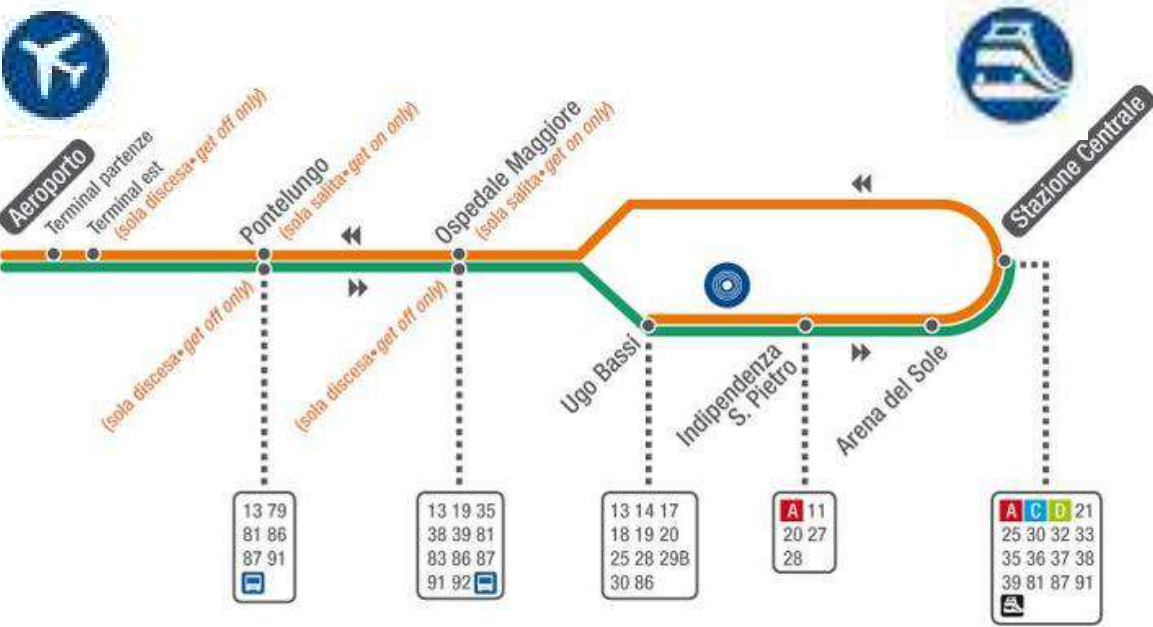 Aeroporto
Terminal partenze
Terminal est
(sola discesa•get off only)
Pontelungo
(sola salita•get on only)
Ospedale Maggiore
(sola salita•get on only)
Stazione Centrale
(sola discesa•get off only)
(sola discesa•get off only)
Ugo Bassi
Indipendenza
S. Pietro
Arena del Sole
13 79
81 86
87 91
13 19 35
38 39 81
83 86 87
91 92
13 14 17
18 19 20
25 28 29B
30 86
A 11
20 27
28
A C D 21
25 30 32 33
35 36 37 38
39 81 87 91